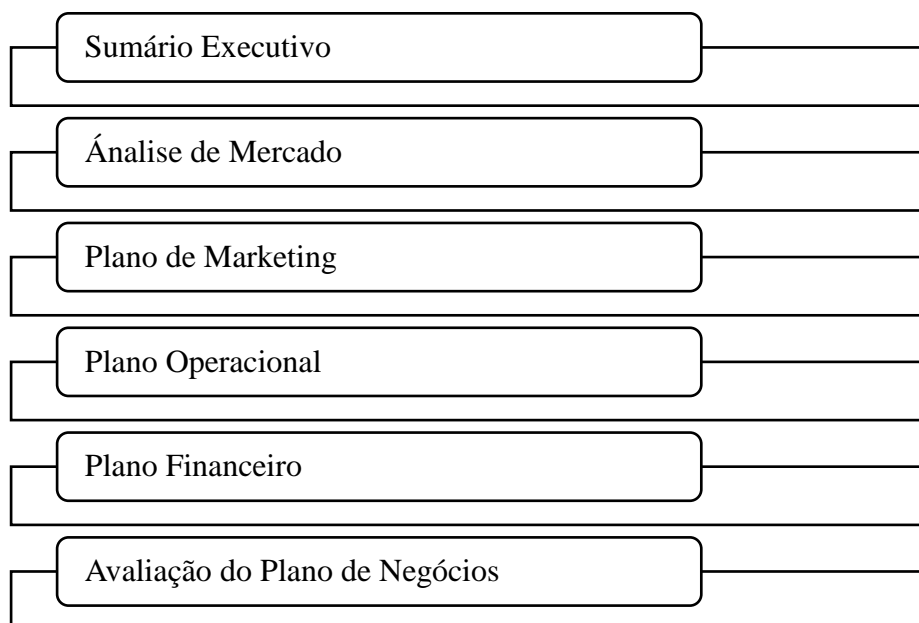 Sumário Executivo
Ánalise de Mercado
Plano de Marketing
Plano Operacional
Plano Financeiro
Avaliação do Plano de Negócios